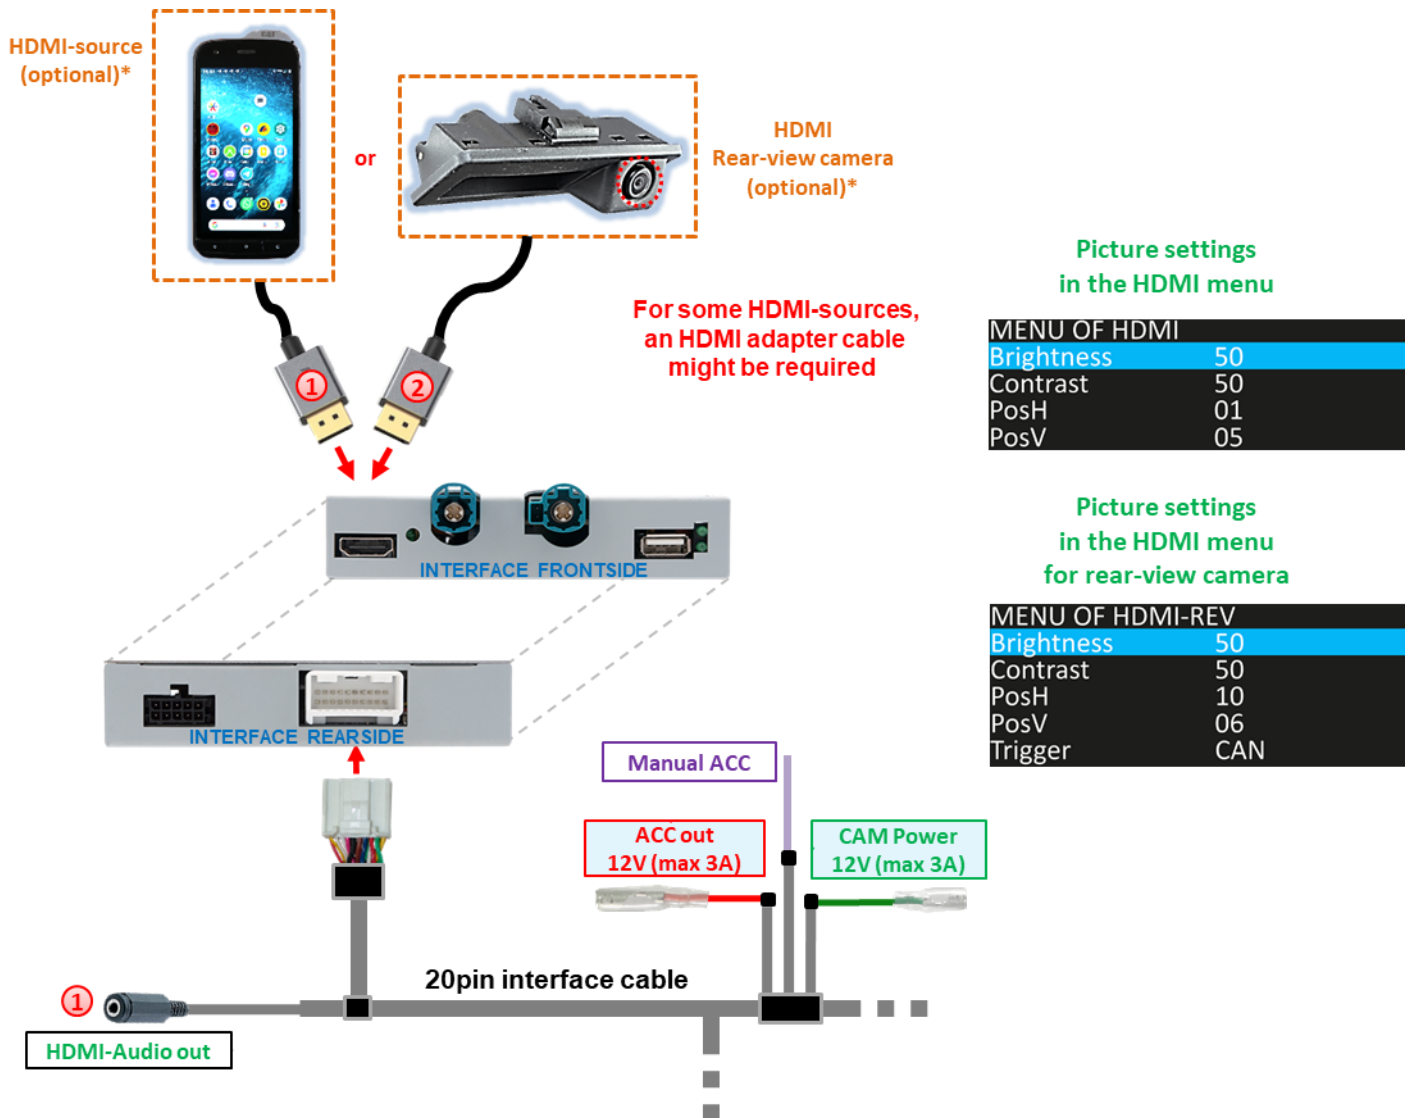 HDMI-source
(optional)*
or
HDMI
Rear-view camera
(optional)*
For some HDMI-sources,
an HDMI adapter cable
might be required
1
2
Picture settings
in the HDMI menu
MENU OF HDMI
Brightness 50
Contrast 50
PosH 01
PosV 05
INTERFACE FRONTSIDE
Picture settings
in the HDMI menu
for rear-view camera
MENU OF HDMI-REV
Brightness 50
Contrast 50
PosH 10
PosV 06
Trigger CAN
INTERFACE REARSIDE
Manual ACC
ACC out
12V (max 3A)
CAM Power
12V (max 3A)
20pin interface cable
1
HDMI-Audio out